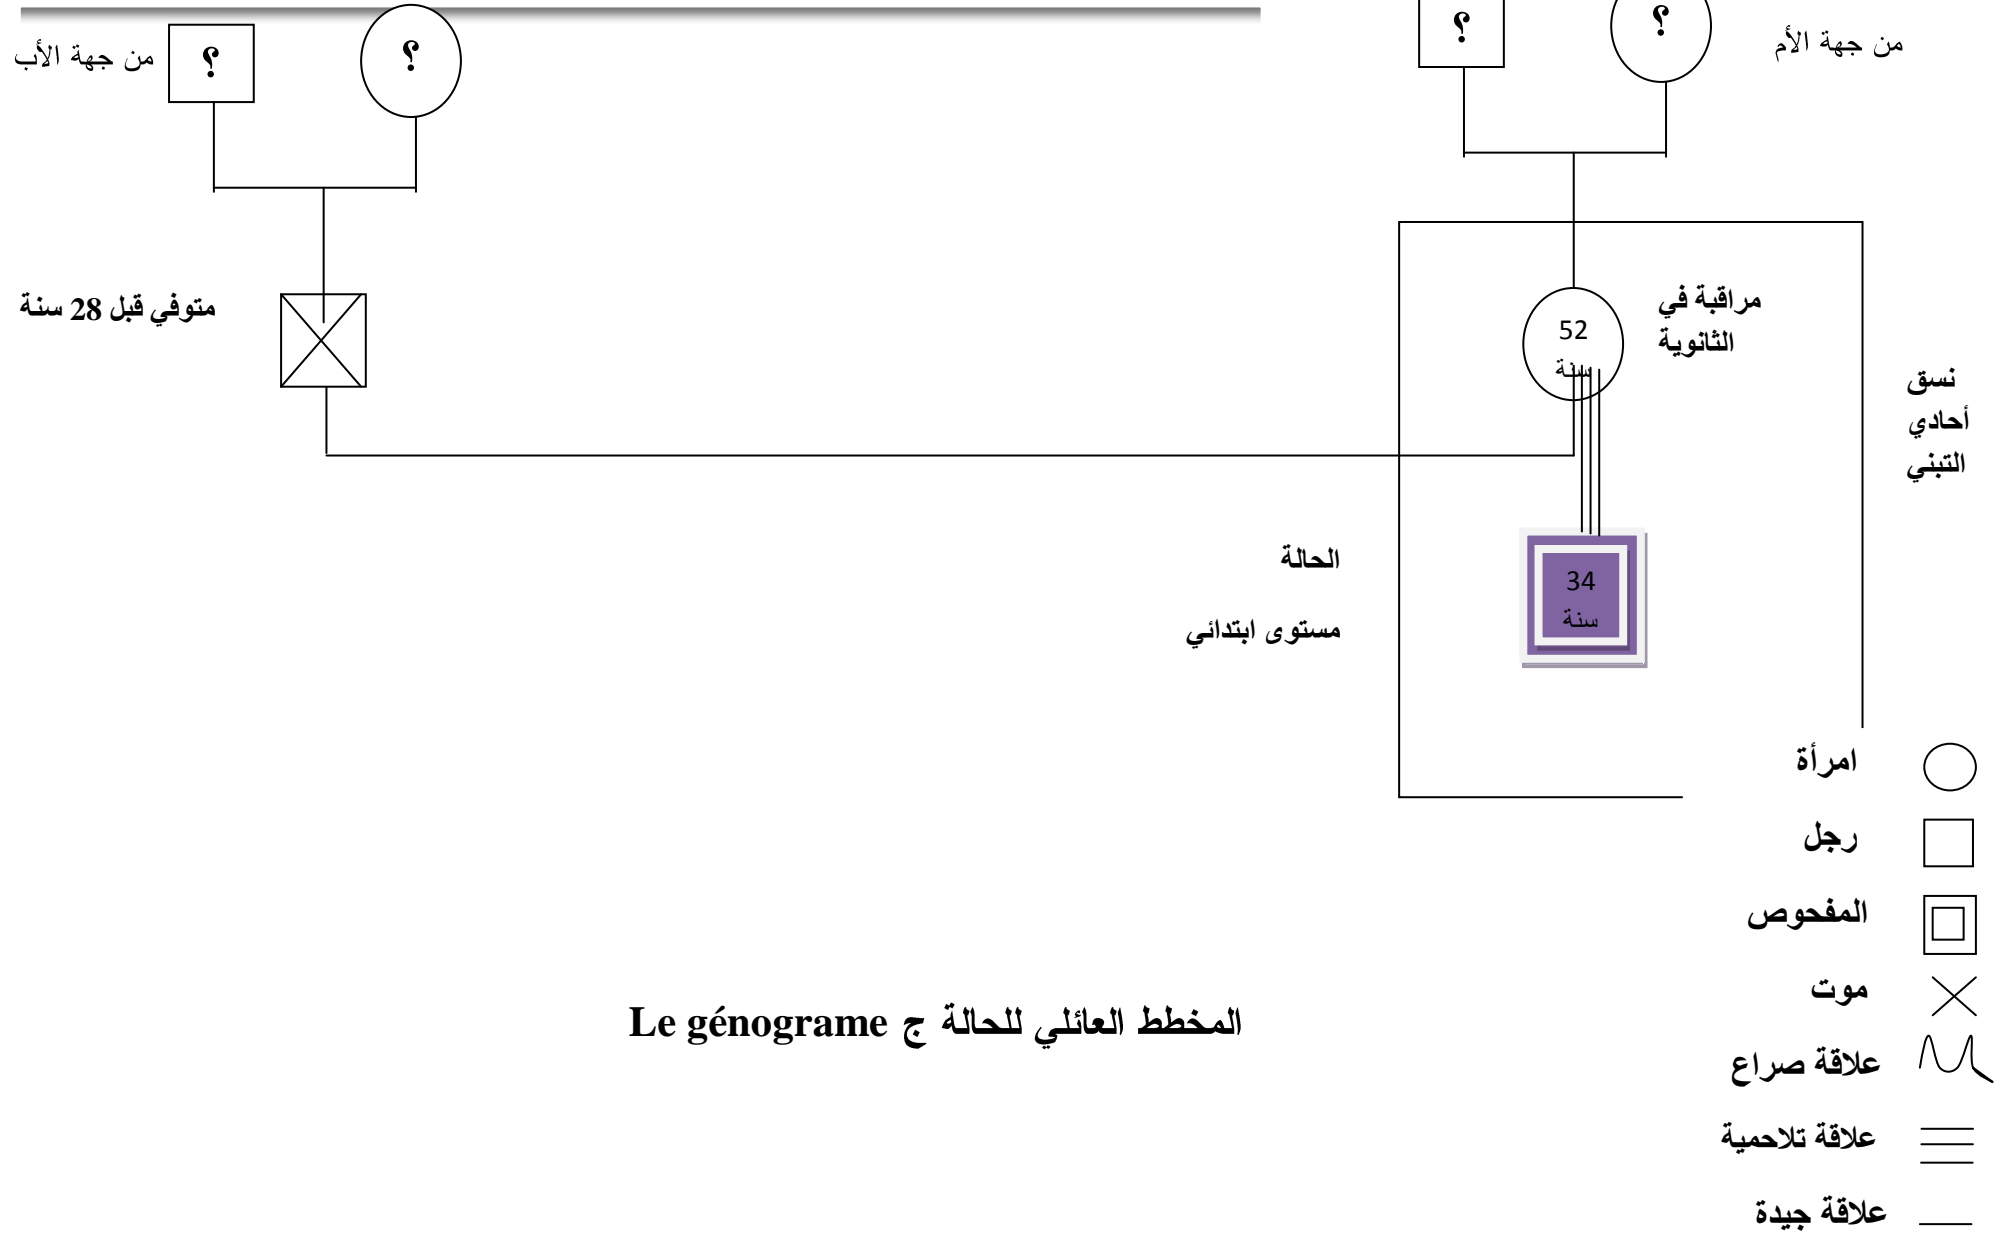 من جهة الأم
؟
؟
؟
؟
من جهة الأب
مراقبة في
الثانوية
52
سنة
متوفي قبل 28 سنة
نسق
أحادي
التبني
الحالة
34
سنة
مستوى ابتدائي
امرأة
رجل
المفحوص
موت
المخطط العائلي للحالة ج Le génograme
علاقة صراع
علاقة تلاحمية
علاقة جيدة